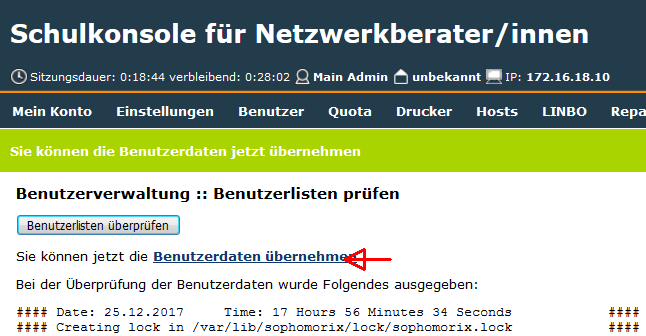 Schulkonsole für Netzwerkberater/innen
Sitzungsdauer: 0:18:44 verbleibend: 0:28:02 Main Admin unbekannt IP: 172.16.18.10
Mein Konto Einstellungen Benutzer Quota Drucker Hosts LINBO Repa
Sie können die Benutzerdaten jetzt übernehmen
Benutzerverwaltung :: Benutzerlisten prüfen
Benutzerlisten überprüfen
Sie können jetzt die Benutzerdaten übernehmen
Bei der Überprüfung der Benutzerdaten wurde Folgendes ausgegeben:
#### Date: 25.12.2017 Time: 17 Hours 56 Minutes 34 Seconds ####
#### Creating lock in /var/lib/sophomorix/lock/sophomorix.lock ####